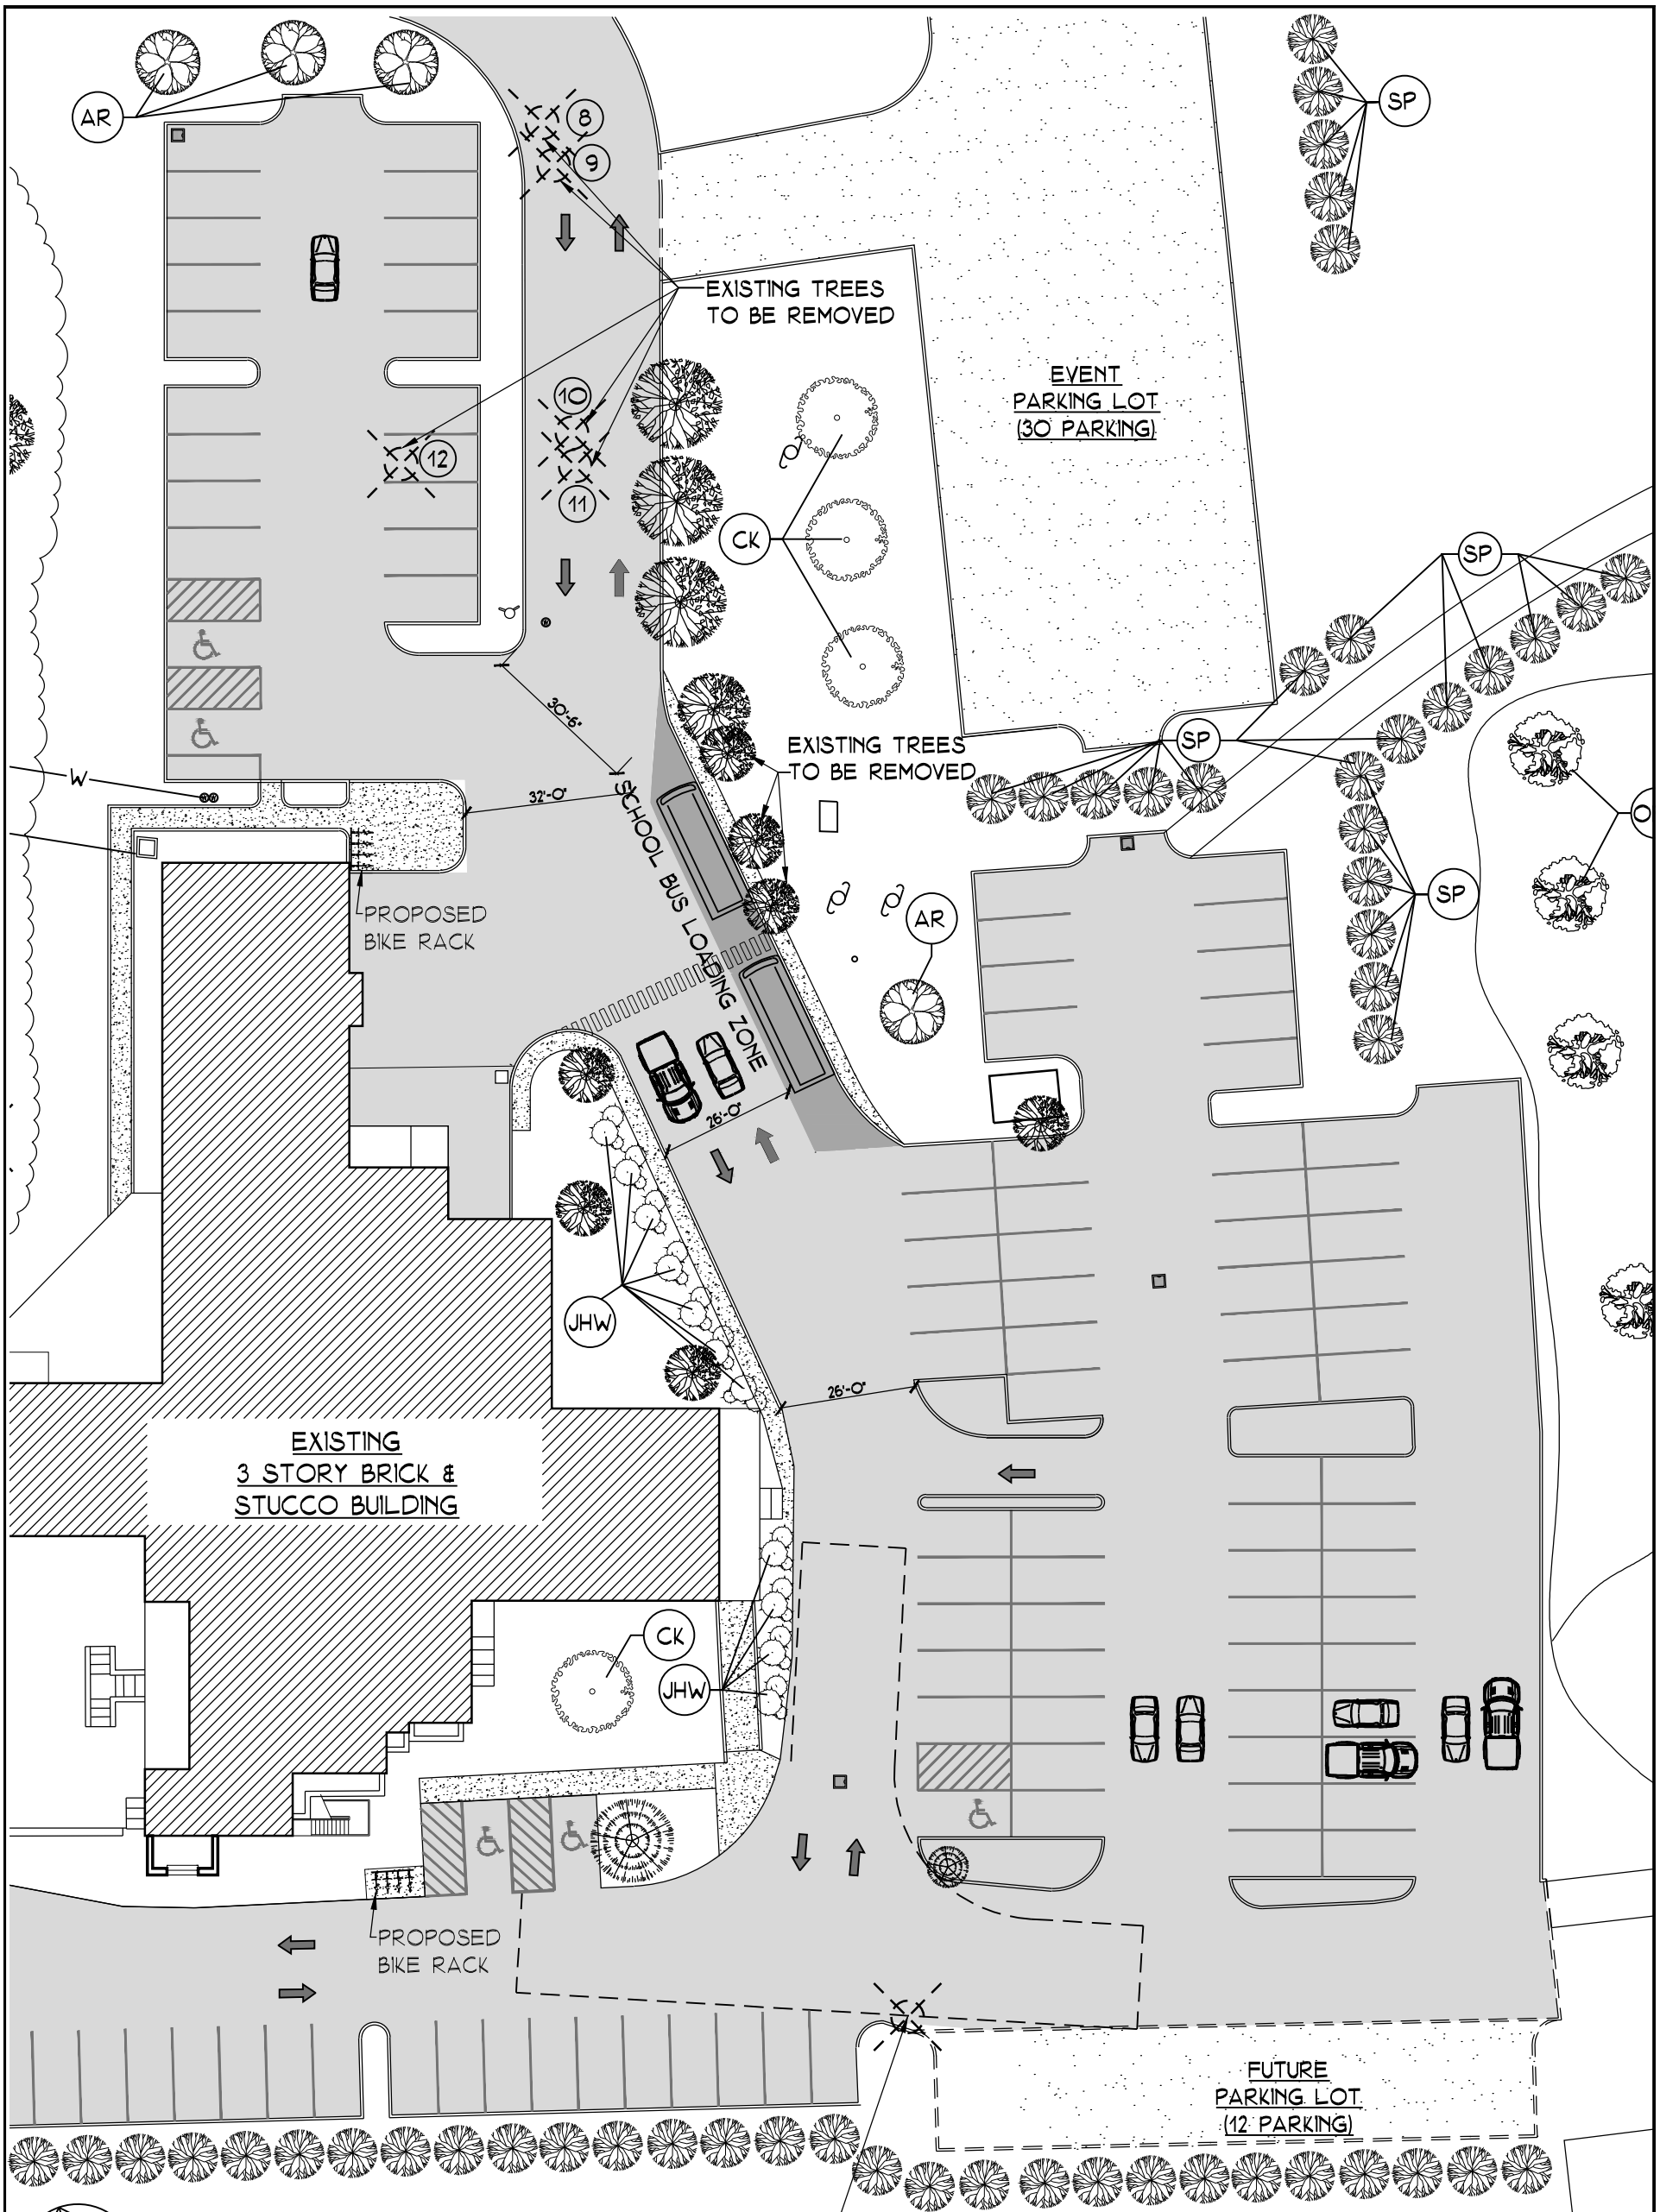 SP
AR
8
9
EXISTING TREES
TO BE REMOVED
EVENT
PARKING LOT
(30 PARKING)
10
12
11
CK
SP
30'-6"
SP
EXISTING TREES
TO BE REMOVED
W
32'-0"
SCHOOL BUS LOADING ZONE
O
SP
PROPOSED
BIKE RACK
AR
26'-0"
JHW
26'-0"
EXISTING
3 STORY BRICK &
STUCCO BUILDING
CK
JHW
PROPOSED
BIKE RACK
FUTURE
PARKING LOT
(12 PARKING)